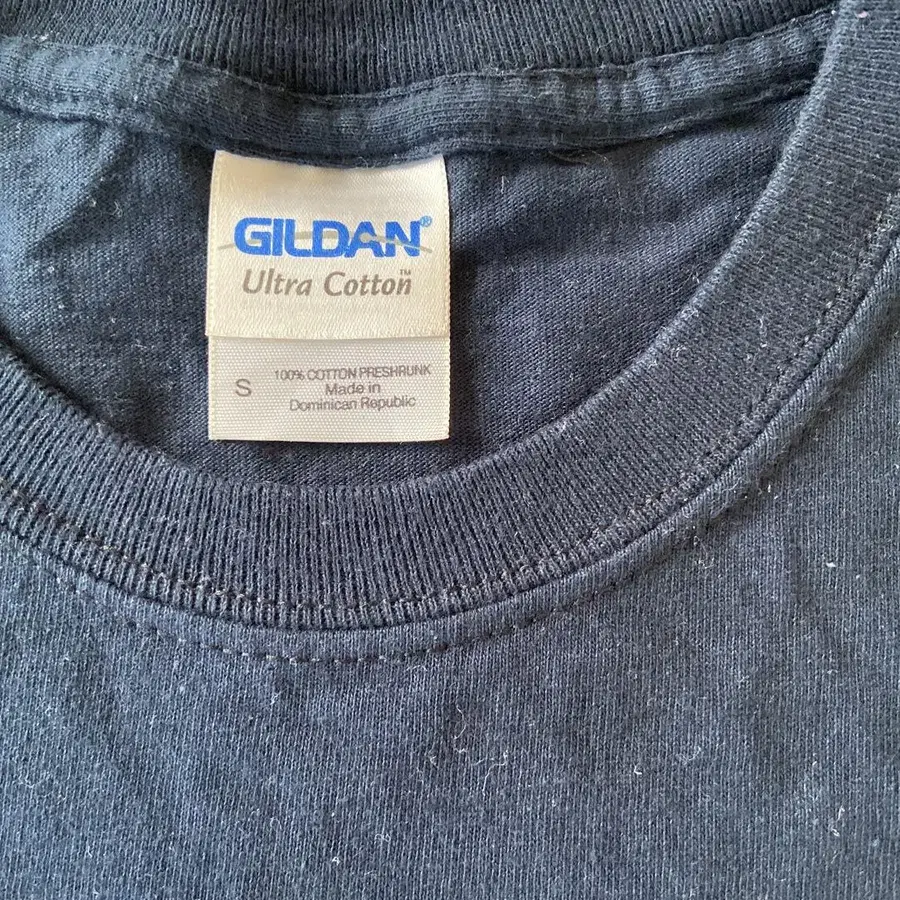 GILDAN®
Ultra Cotton™
S
100% COTTON PRESHRUNK
Made in
Dominican Republic